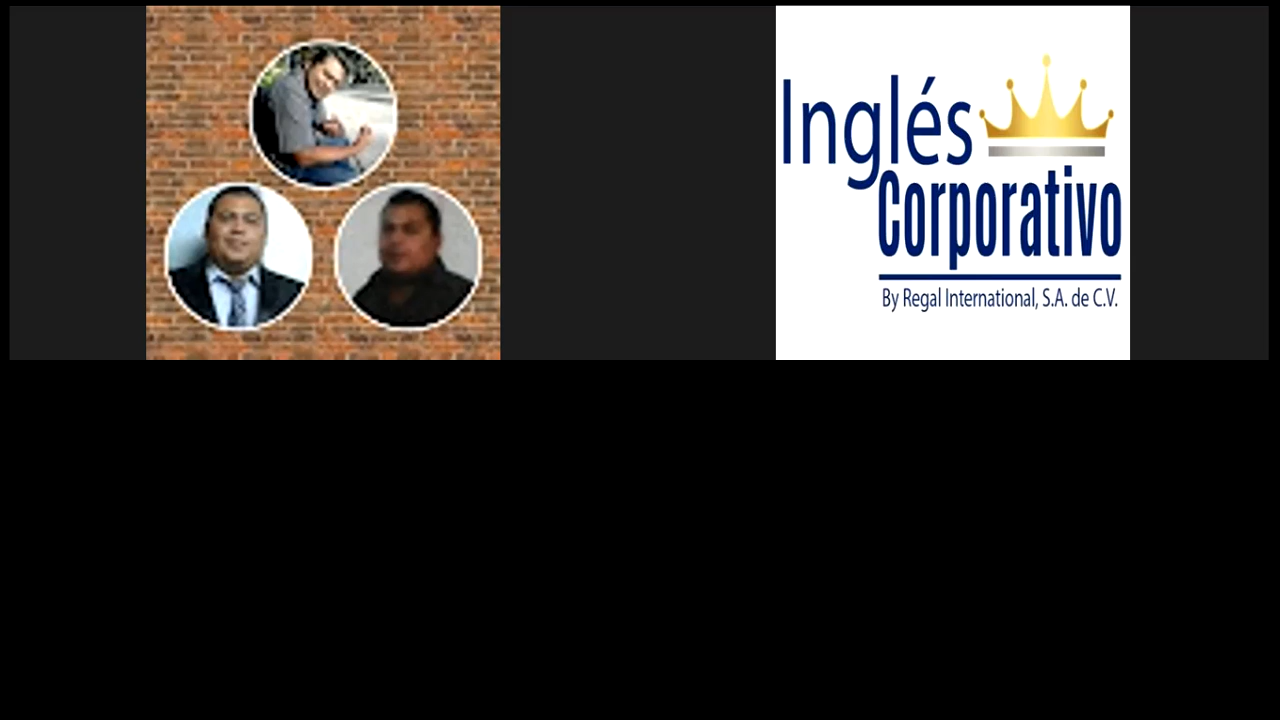 Inglés
Corporativo
By Regal International, S.A. de C.V.